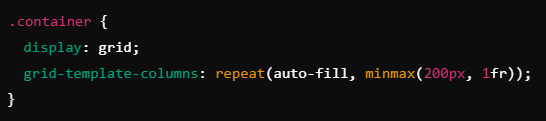 .container {
  display: grid;
  grid-template-columns: repeat(auto-fill, minmax(200px, 1fr));
}